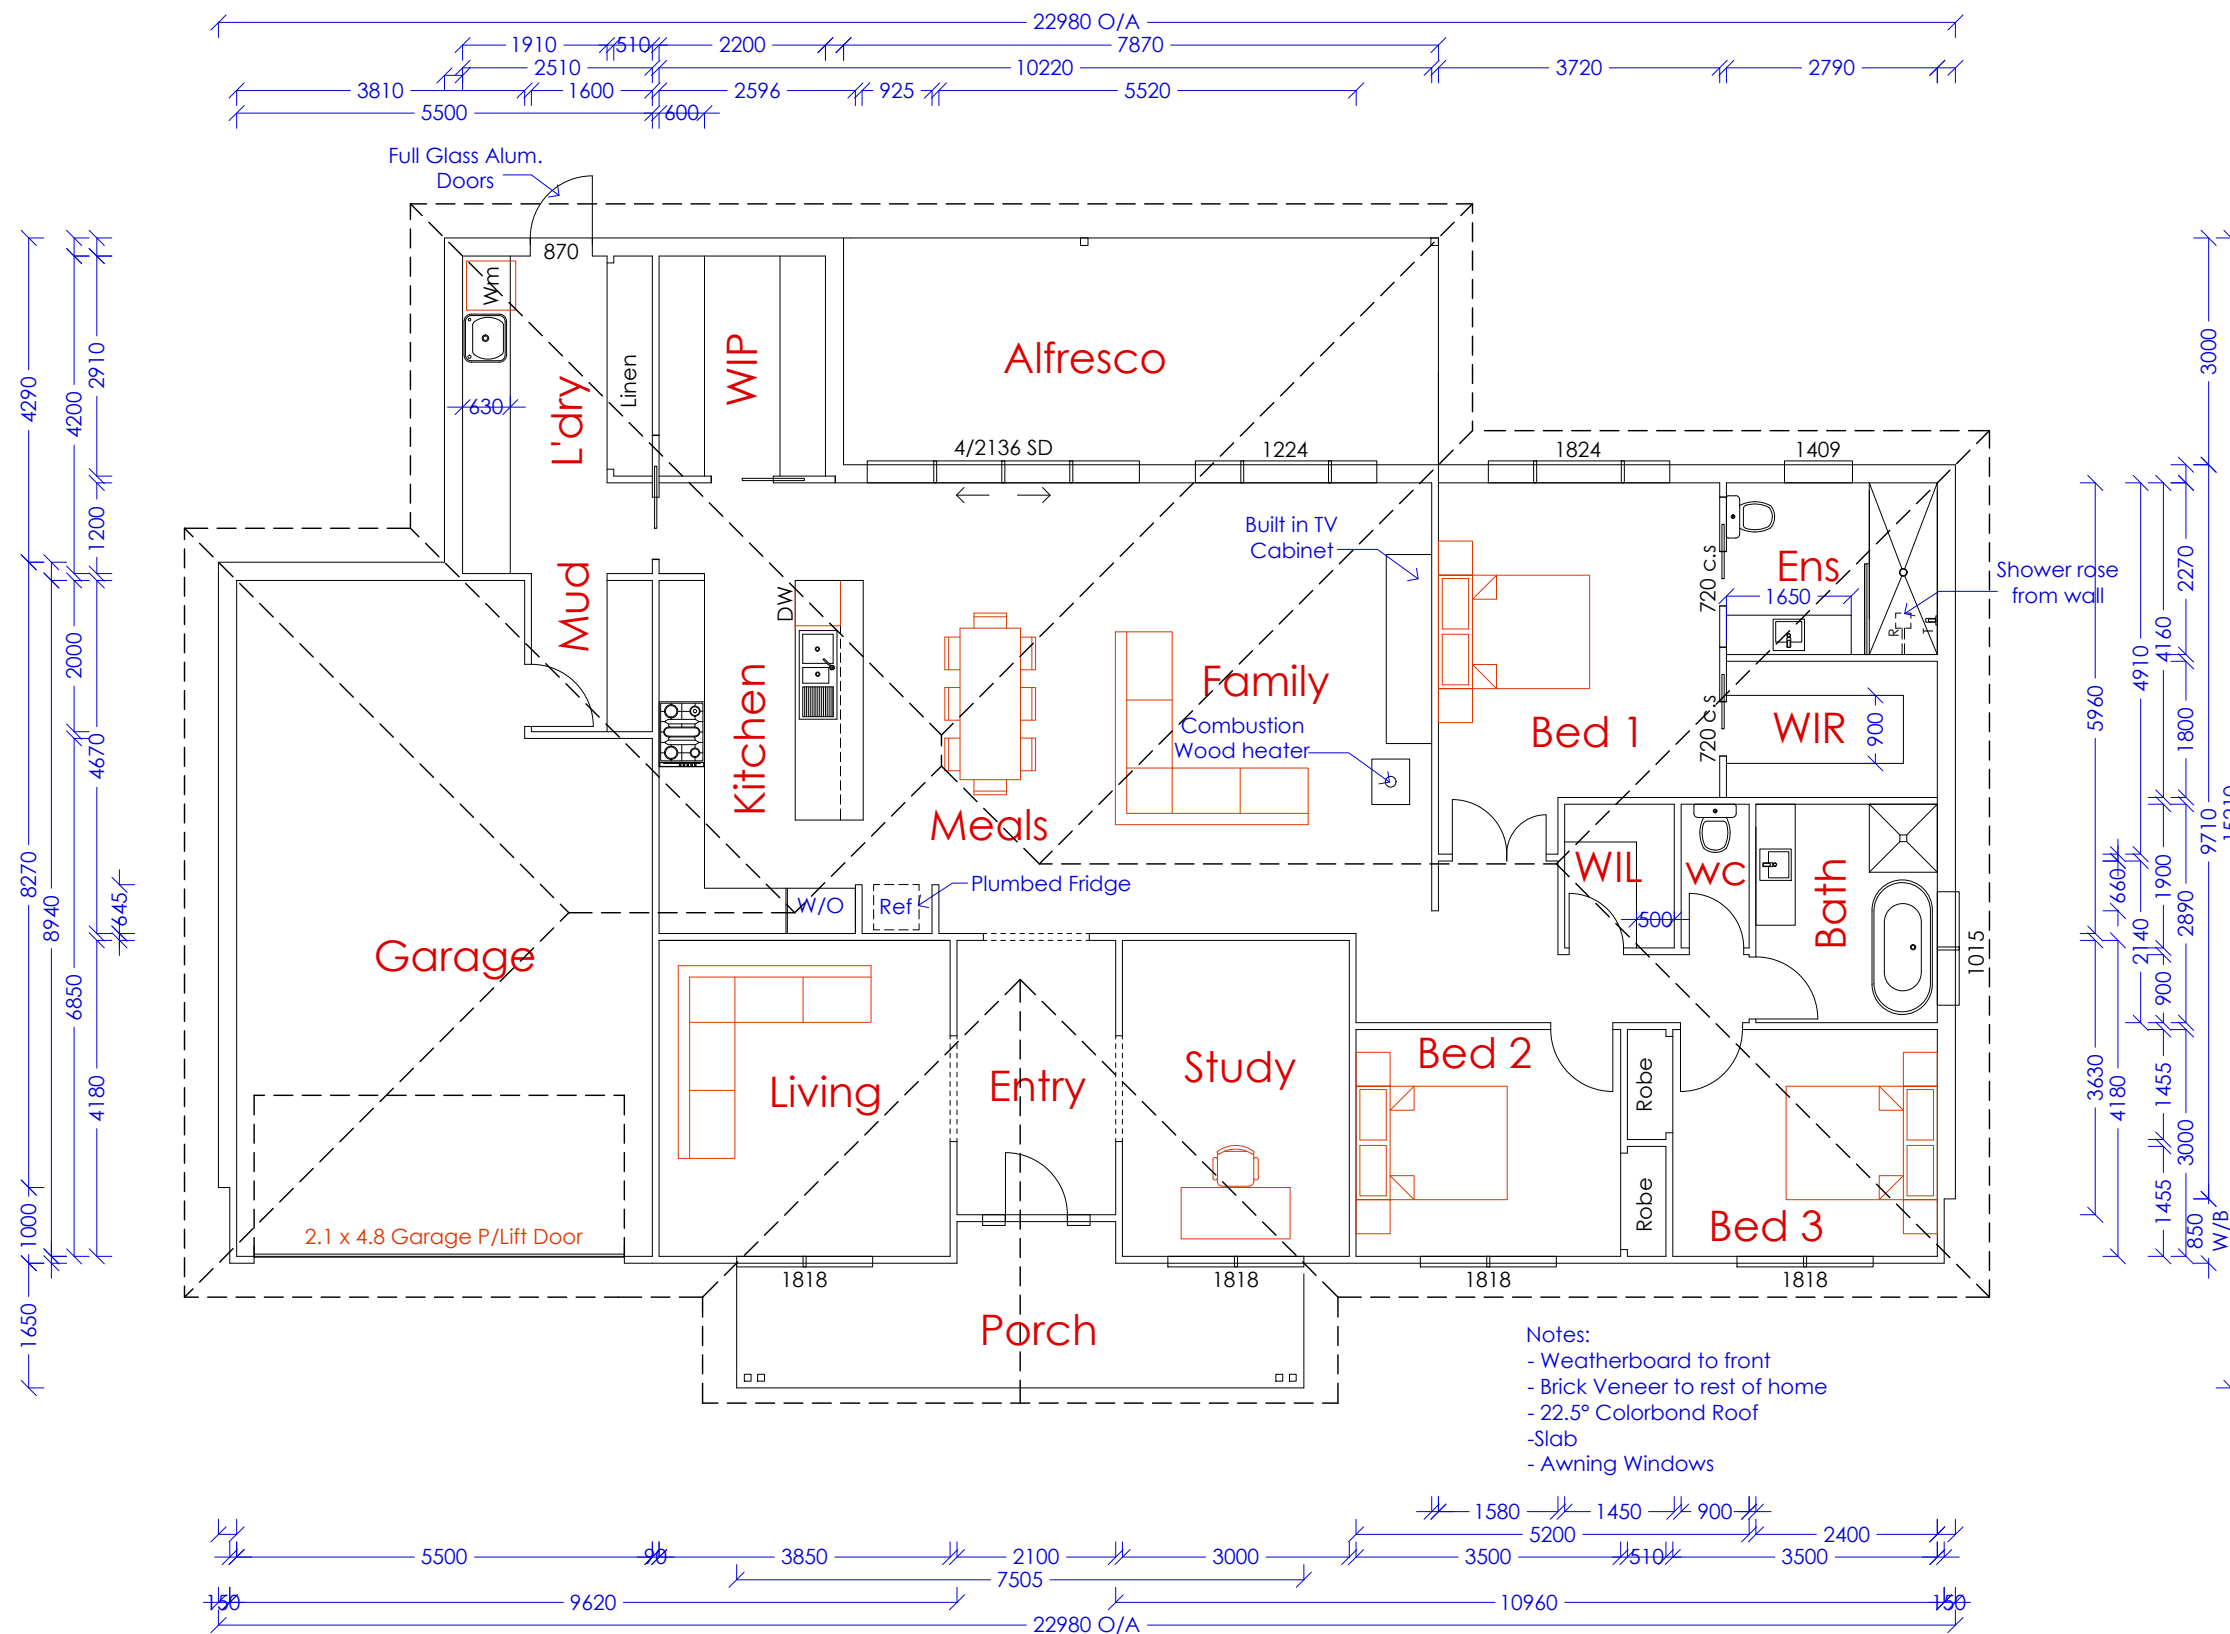 22980 O/A
1910
510
2200
7870
2510
10220
3720
2790
3810
1600
2596
925
5520
5500
600
Full Glass Alum.
Doors
870
Wm
630
L'dry
Linen
WIP
Alfresco
4/2136 SD
1224
1824
1409
Built in TV
Cabinet
720 c.s
Ens
1650
Shower rose
from wall
R
T
Mud
DW
Kitchen
Family
Combustion
Wood heater
Bed 1
720 c.s
WIR
900
Meals
WIL
WC
Bath
500
1015
W/O
Ref
Plumbed Fridge
Garage
Living
Entry
Study
Bed 2
Robe
Robe
Bed 3
2.1 x 4.8 Garage P/Lift Door
1818
1818
1818
1818
Porch
Notes:
- Weatherboard to front
- Brick Veneer to rest of home
- 22.5° Colorbond Roof
-Slab
- Awning Windows
4290
8270
1000
1650
8940
4200
2000
6850
2910
1200
4670
4180
645
5960
3630
660
4180
4910
2140
4160
1900
900
1455
1455
2270
1800
2890
3000
850
3000
9710
W/B
15210
1580
1450
900
5200
2400
5500
90
3850
2100
3000
3500
510
3500
7505
150
9620
10960
150
22980 O/A